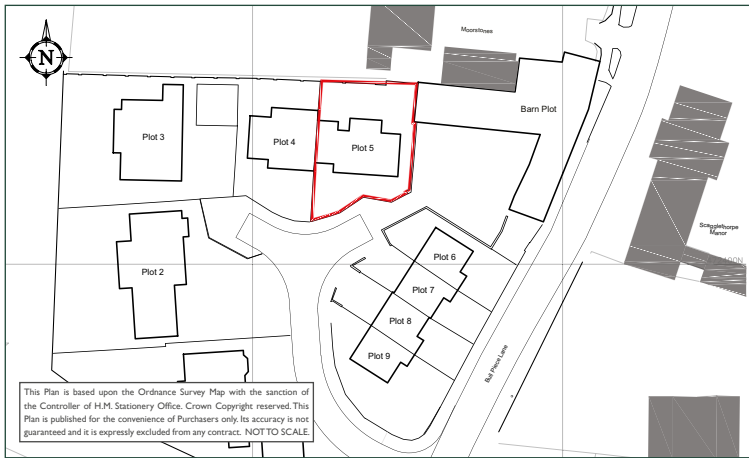 Moorstones
N
Barn Plot
Plot 3
Plot 4
Plot 5
Scagglethorpe
Manor
Plot 6
Plot 2
Plot 7
Plot 8
Plot 9
Bull Piece Lane
This Plan is based upon the Ordnance Survey Map with the sanction of
the Controller of H.M. Stationery Office. Crown Copyright reserved. This
Plan is published for the convenience of Purchasers only. Its accuracy is not
guaranteed and it is expressly excluded from any contract. NOT TO SCALE.